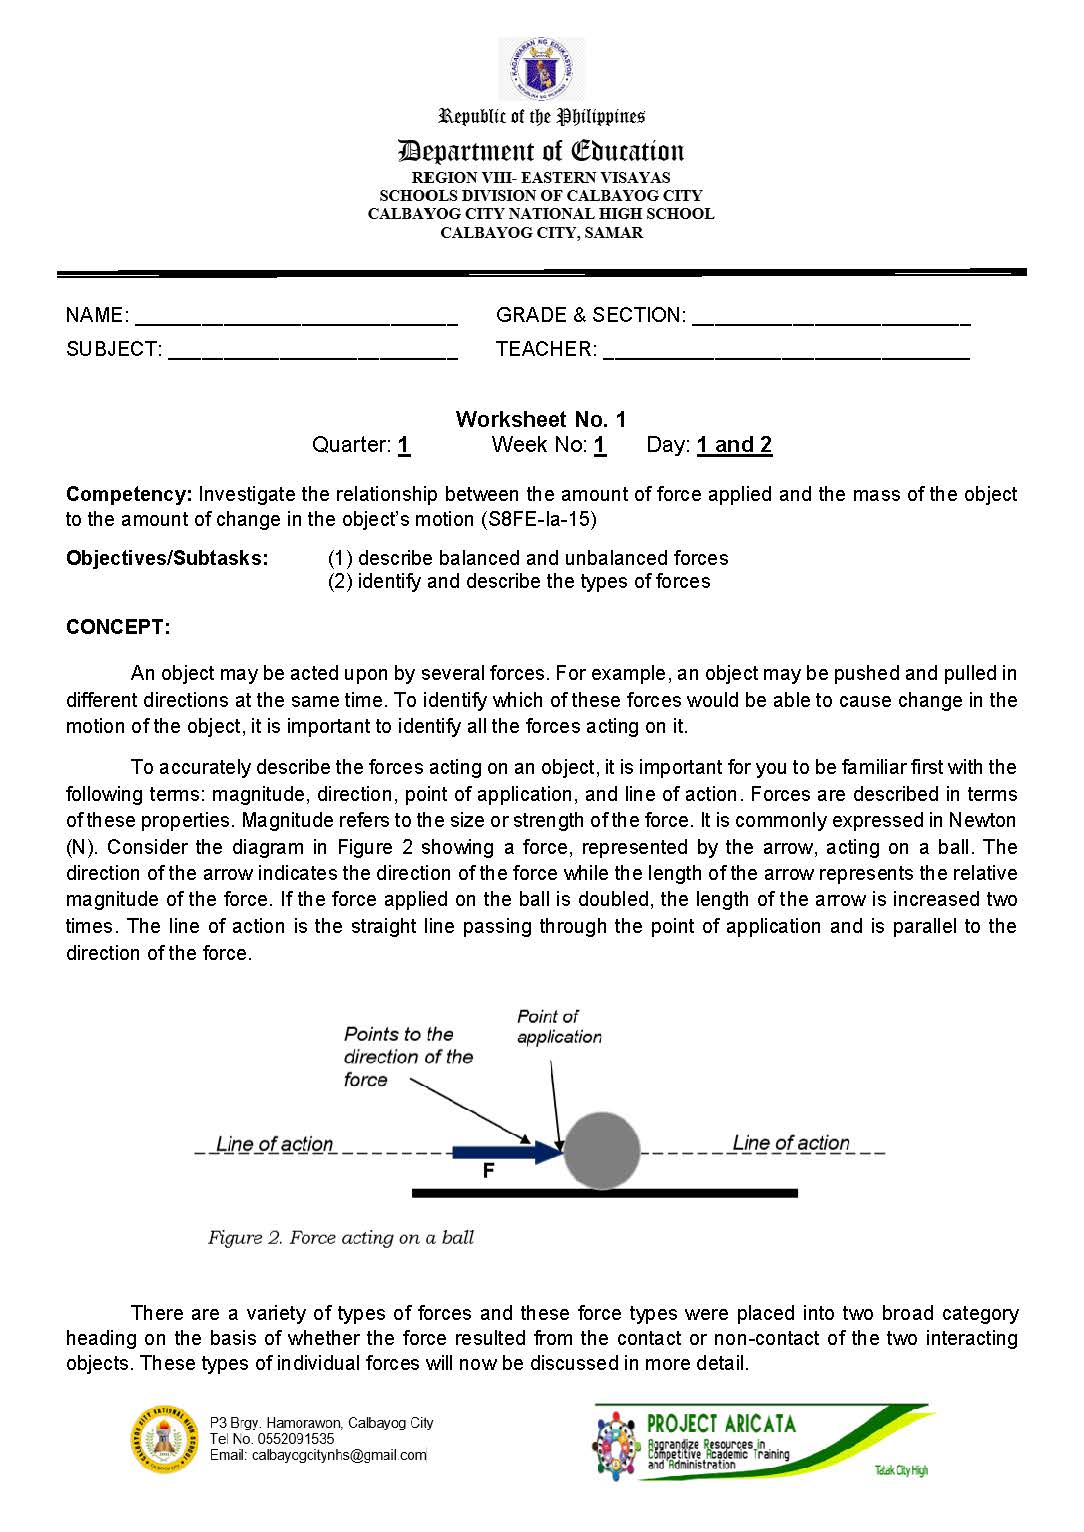 Republic of the Philippines
Department of Education
REGION VIII- EASTERN VISAYAS
SCHOOLS DIVISION OF CALBAYOG CITY
CALBAYOG CITY NATIONAL HIGH SCHOOL
CALBAYOG CITY, SAMAR
NAME: _____________________________ GRADE & SECTION: _________________________
SUBJECT: __________________________ TEACHER: _________________________________
Worksheet No. 1
Quarter: 1 Week No: 1 Day: 1 and 2
Competency: Investigate the relationship between the amount of force applied and the mass of the object
to the amount of change in the object’s motion (S8FE-Ia-15)
Objectives/Subtasks: (1) describe balanced and unbalanced forces
(2) identify and describe the types of forces
CONCEPT:
An object may be acted upon by several forces. For example, an object may be pushed and pulled in
different directions at the same time. To identify which of these forces would be able to cause change in the
motion of the object, it is important to identify all the forces acting on it.
To accurately describe the forces acting on an object, it is important for you to be familiar first with the
following terms: magnitude, direction, point of application, and line of action. Forces are described in terms
of these properties. Magnitude refers to the size or strength of the force. It is commonly expressed in Newton
(N). Consider the diagram in Figure 2 showing a force, represented by the arrow, acting on a ball. The
direction of the arrow indicates the direction of the force while the length of the arrow represents the relative
magnitude of the force. If the force applied on the ball is doubled, the length of the arrow is increased two
times. The line of action is the straight line passing through the point of application and is parallel to the
direction of the force.
Point of
application
Points to the
direction of the
force
Line of action
F
Line of action
Figure 2. Force acting on a ball
There are a variety of types of forces and these force types were placed into two broad category
heading on the basis of whether the force resulted from the contact or non-contact of the two interacting
objects. These types of individual forces will now be discussed in more detail.
P3 Brgy. Hamorawon, Calbayog City
Tel No. 0552091535
Email: calbaycgcitynhs@gmail.com
PROJECT ARICATA
Aggrandize Resources in
Competitive Academic Training
and Administration
Tatak City High